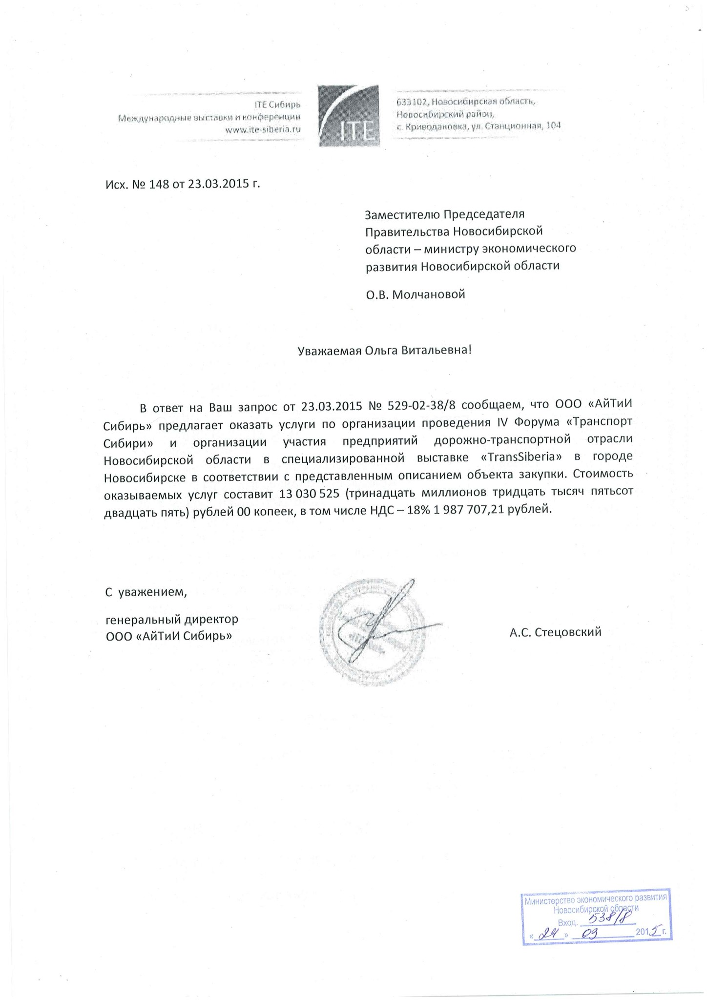 ITE Сибирь
Международные выставки и конференции
www.ite-siberia.ru
ITE
633102, Новосибирская область,
Новосибирский район,
с. Криводановка, ул. Станционная, 104
Исх. № 148 от 23.03.2015 г.
Заместителю Председателя
Правительства Новосибирской
области – министру экономического
развития Новосибирской области
О.В. Молчановой
Уважаемая Ольга Витальевна!
В ответ на Ваш запрос от 23.03.2015 № 529-02-38/8 сообщаем, что ООО «АйТиИ
Сибирь» предлагает оказать услуги по организации проведения IV Форума «Транспорт
Сибири» и организации участия предприятий дорожно-транспортной отрасли
Новосибирской области в специализированной выставке «TransSiberia» в городе
Новосибирске в соответствии с представленным описанием объекта закупки. Стоимость
оказываемых услуг составит 13 030 525 (тринадцать миллионов тридцать тысяч пятьсот
двадцать пять) рублей 00 копеек, в том числе НДС – 18% 1 987 707,21 рублей.
С уважением,
генеральный директор
ООО «АйТиИ Сибирь»
А.С. Стецовский
Министерство экономического развития
Новосибирской области
Вход. 538/8
« 24 » 03 2015 г.